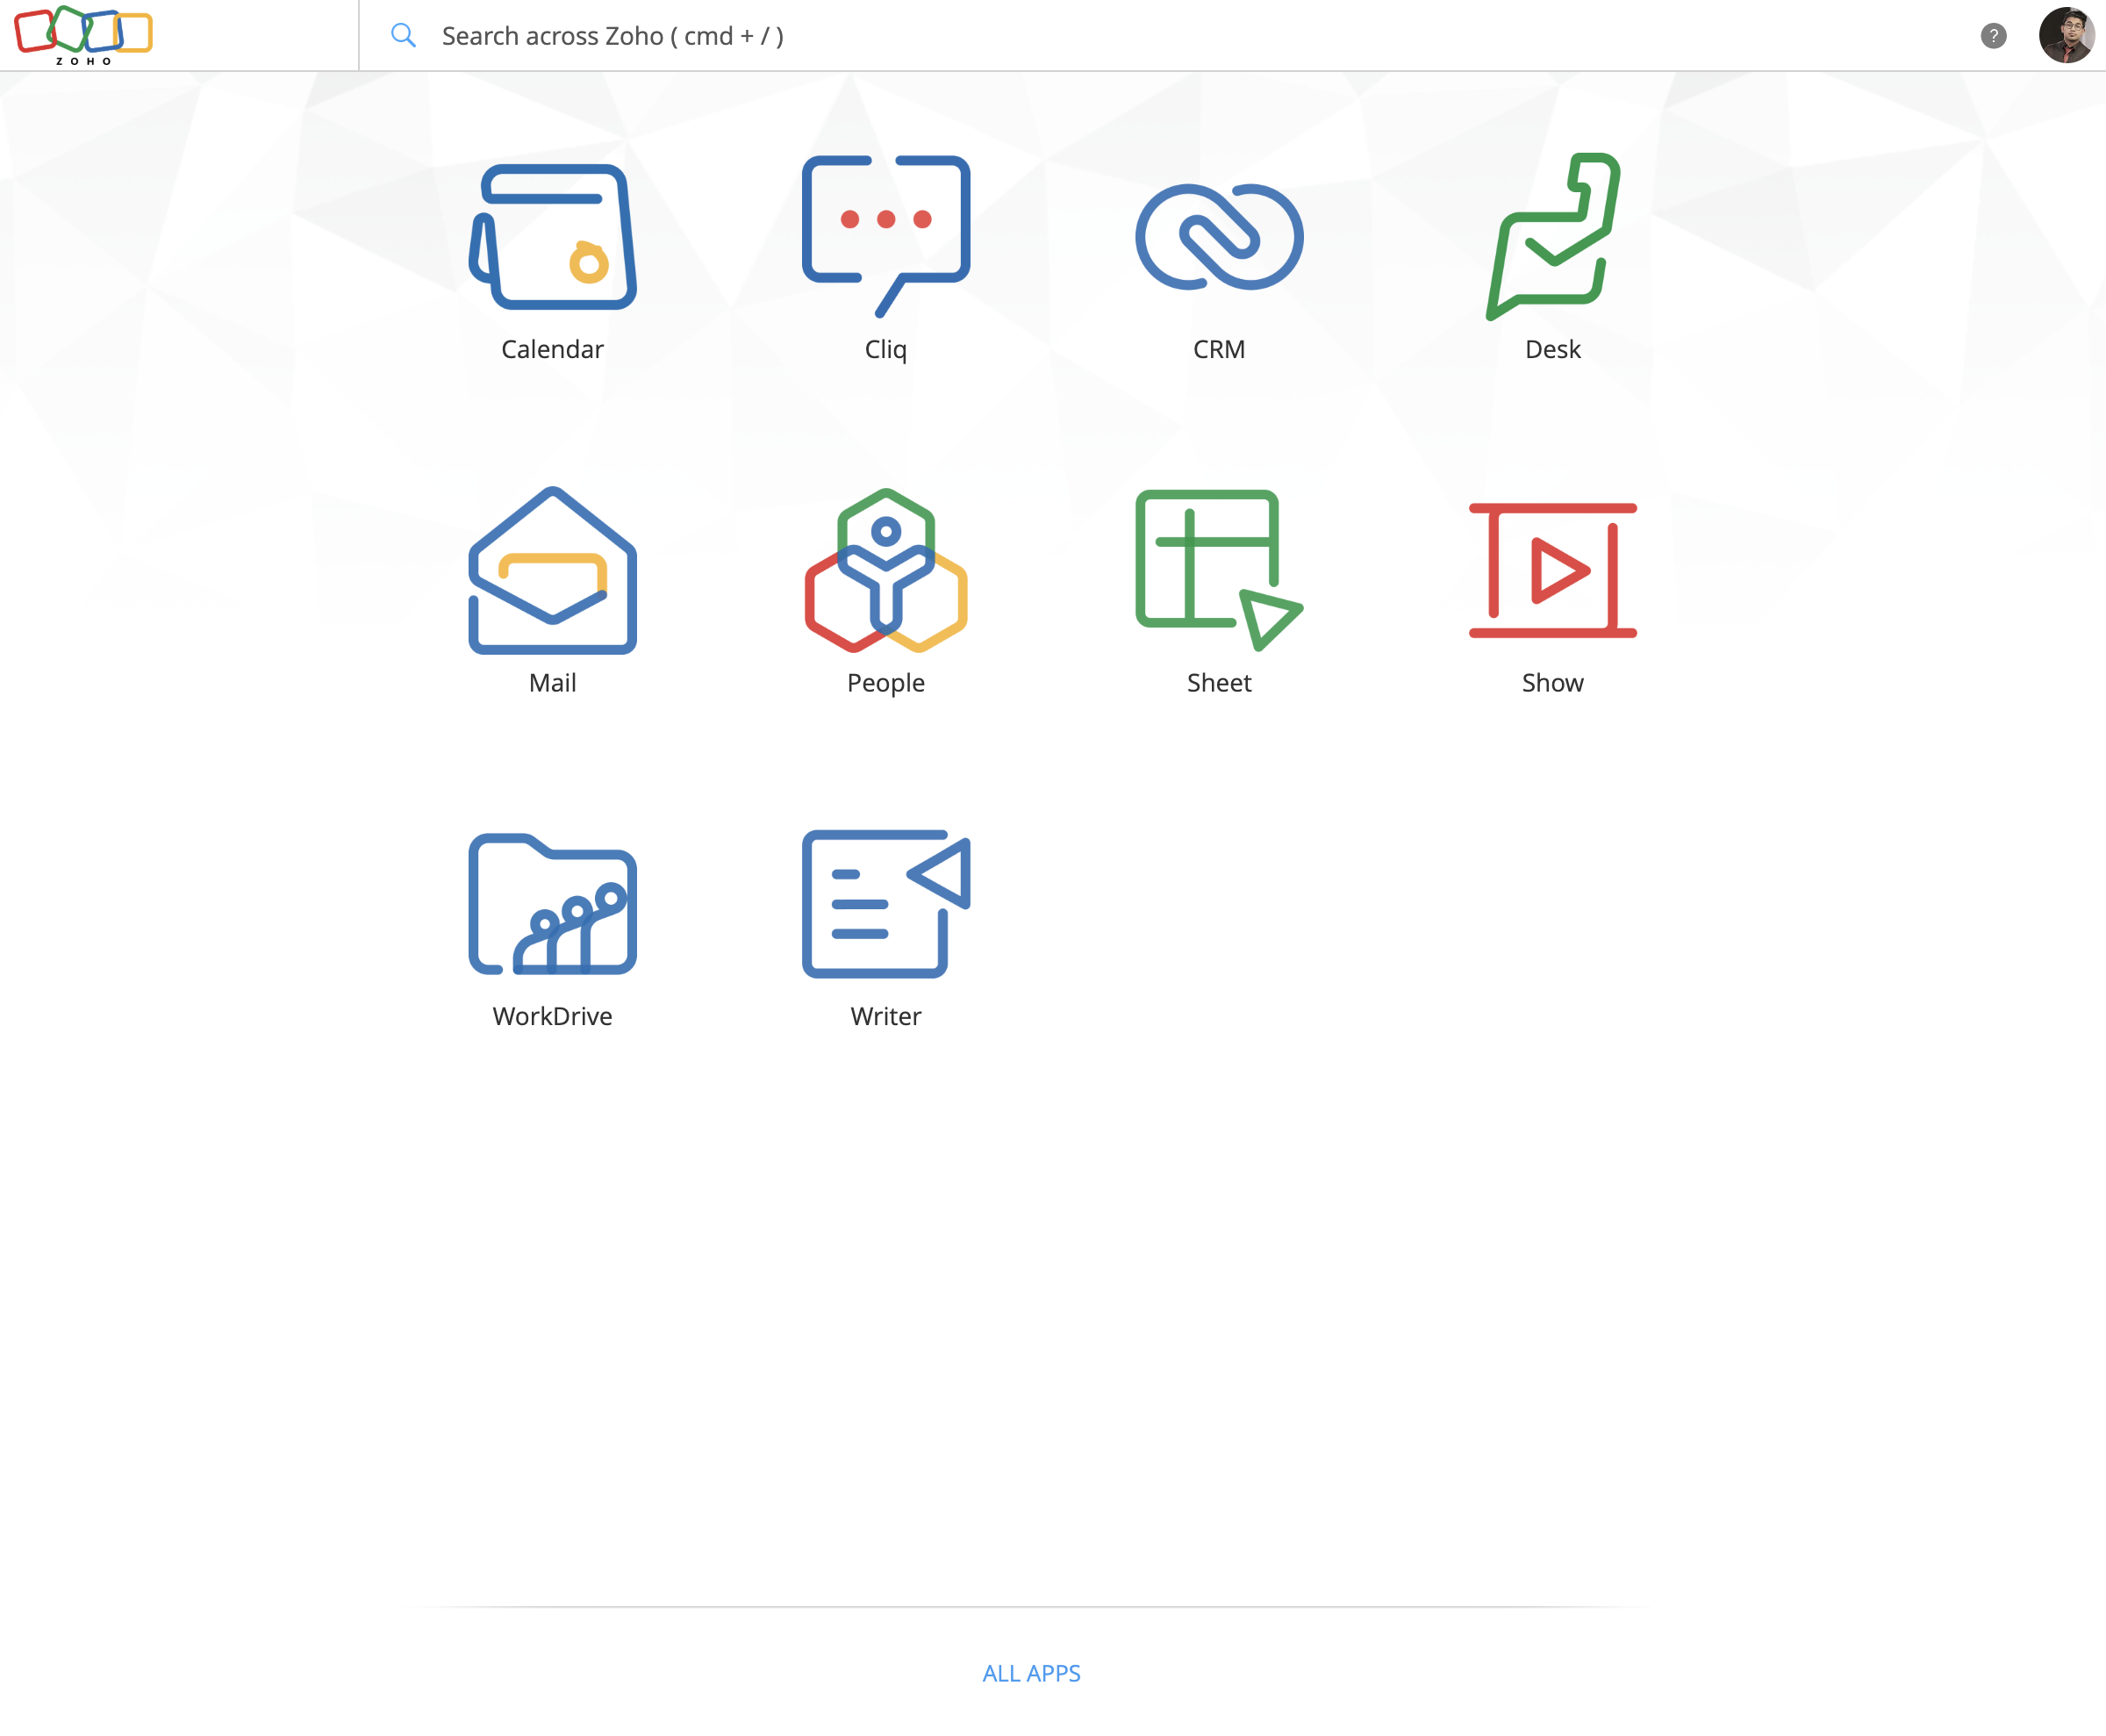 ZOHO
Search across Zoho ( cmd + / )
?
Calendar
Cliq
CRM
Desk
Mail
People
Sheet
Show
WorkDrive
Writer
ALL APPS